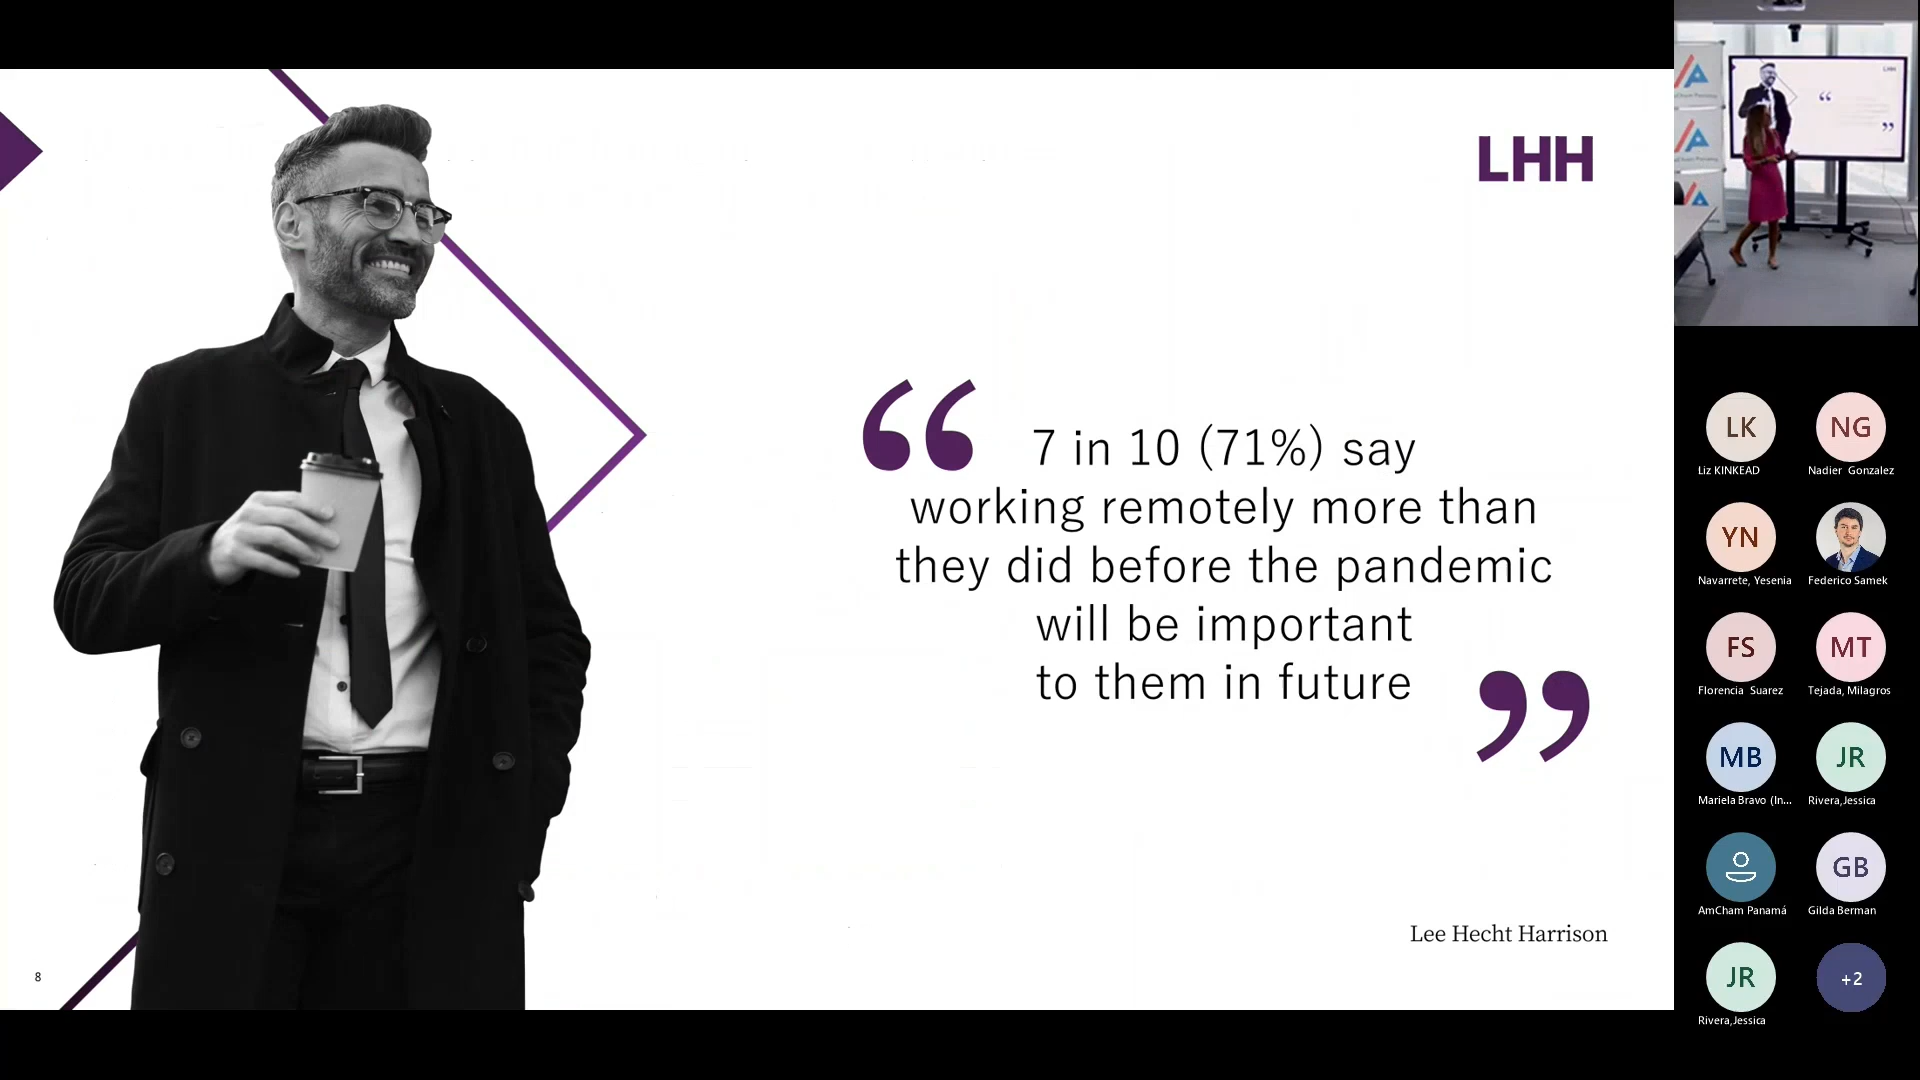 LHH
“ 7 in 10 (71%) say
working remotely more than
they did before the pandemic
will be important
to them in future ”
Lee Hecht Harrison
8
LK
Liz KINKEAD
NG
Nadier Gonzalez
YN
Navarrete, Yesenia
Federico Samek
FS
Florencia Suarez
MT
Tejada, Milagros
MB
Mariela Bravo (In...
JR
Rivera,Jessica
AmCham Panamá
GB
Gilda Berman
JR
Rivera,Jessica
+2